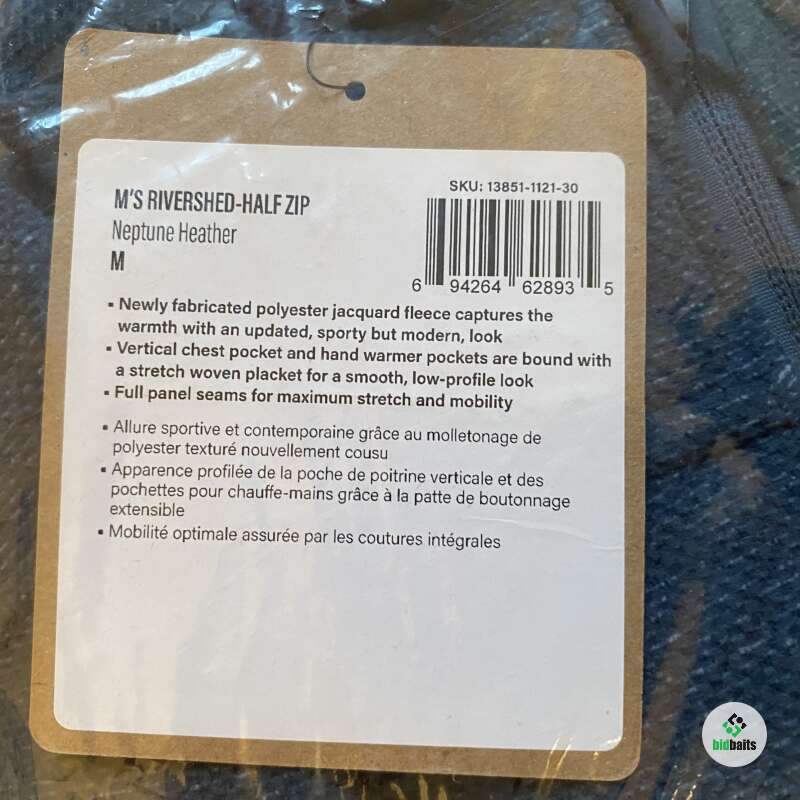 M'S RIVERSHED-HALF ZIP
Neptune Heather
M
SKU: 13851-1121-30
6 94264 62893 5
▪ Newly fabricated polyester jacquard fleece captures the
warmth with an updated, sporty but modern, look
▪ Vertical chest pocket and hand warmer pockets are bound with
a stretch woven placket for a smooth, low-profile look
▪ Full panel seams for maximum stretch and mobility
▪ Allure sportive et contemporaine grâce au molletonage de
polyester texturé nouvellement cousu
▪ Apparence profilée de la poche de poitrine verticale et des
pochettes pour chauffe-mains grâce à la patte de boutonnage
extensible
▪ Mobilité optimale assurée par les coutures intégrales
bidbaits